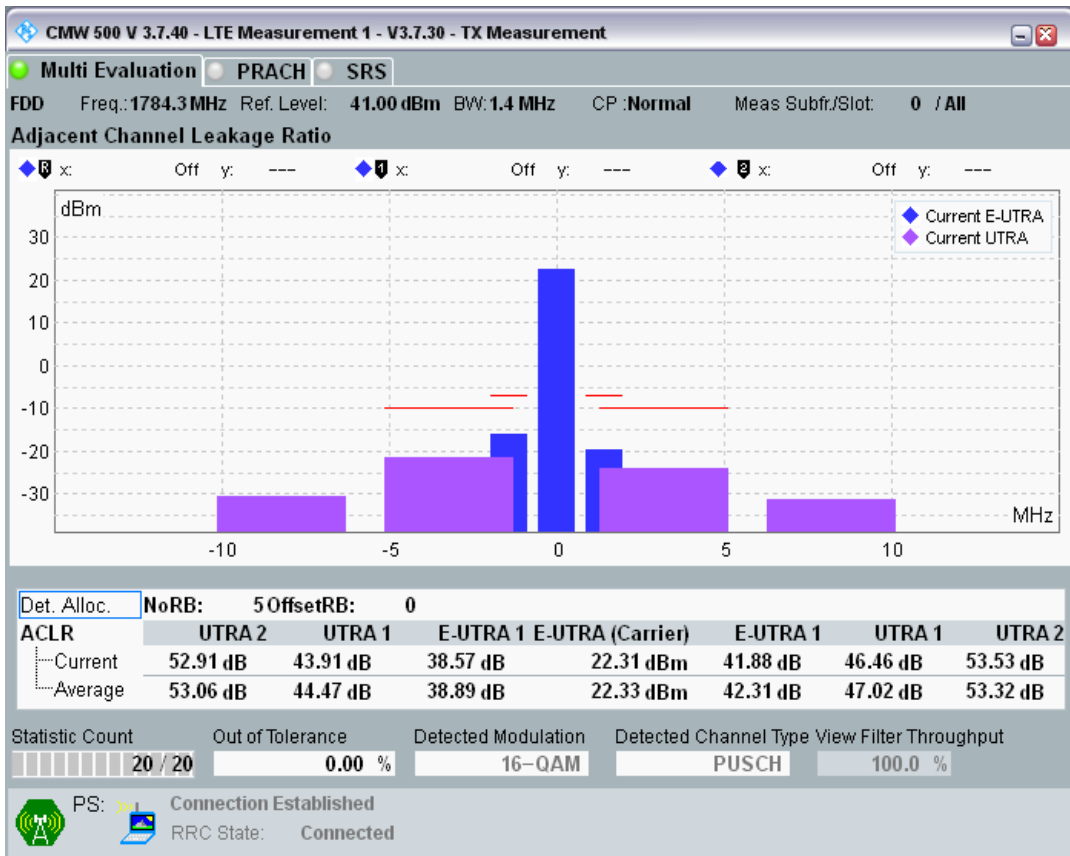 CMW 500 V 3.7.40 - LTE Measurement 1 - V3.7.30 - TX Measurement
Multi Evaluation PRACH SRS
FDD Freq.:1784.3 MHz Ref. Level: 41.00 dBm BW:1.4 MHz CP :Normal Meas Subfr./Slot: 0 / All
Adjacent Channel Leakage Ratio
R x: Off y: --- 1 x: Off y: --- 2 x: Off y: ---
dBm
Current E-UTRA
Current UTRA
30
20
10
0
-10
-20
-30
MHz
-10 -5 0 5 10
Det. Alloc. NoRB: 5 OffsetRB: 0
ACLR UTRA 2 UTRA 1 E-UTRA 1 E-UTRA (Carrier) E-UTRA 1 UTRA 1 UTRA 2
Current 52.91 dB 43.91 dB 38.57 dB 22.31 dBm 41.88 dB 46.46 dB 53.53 dB
Average 53.06 dB 44.47 dB 38.89 dB 22.33 dBm 42.31 dB 47.02 dB 53.32 dB
Statistic Count Out of Tolerance Detected Modulation Detected Channel Type View Filter Throughput
20 / 20 0.00 % 16-QAM PUSCH 100.0 %
PS: Connection Established
RRC State: Connected